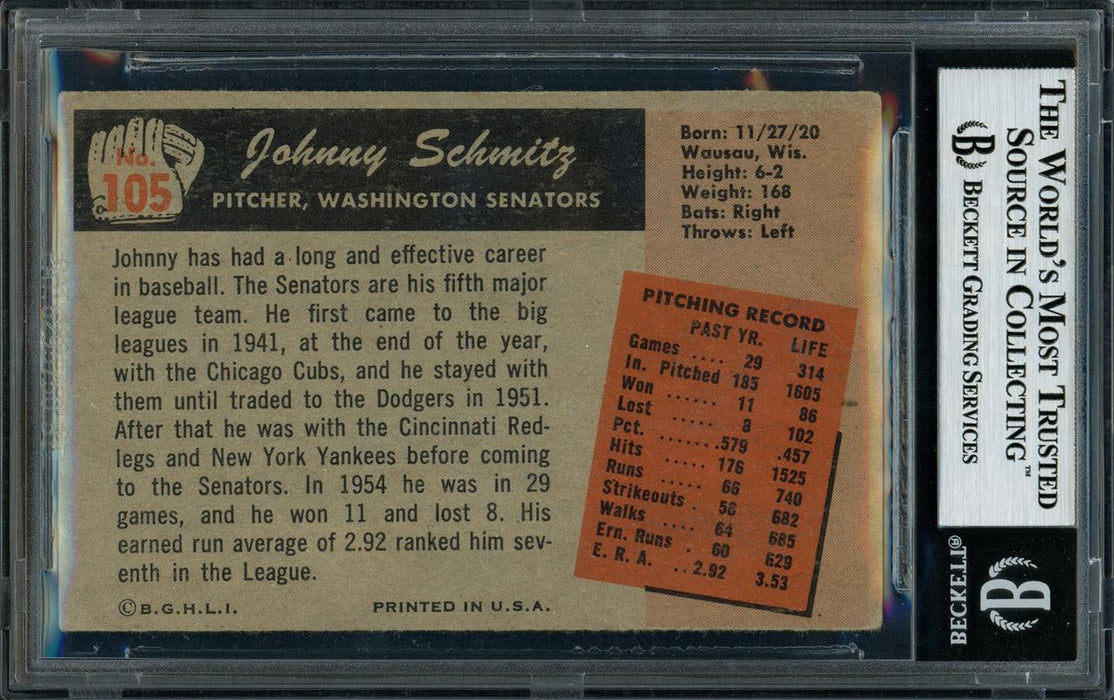 No.
105
Johnny Schmitz
PITCHER, WASHINGTON SENATORS
Johnny has had a long and effective career
in baseball. The Senators are his fifth major
league team. He first came to the big
leagues in 1941, at the end of the year,
with the Chicago Cubs, and he stayed with
them until traded to the Dodgers in 1951.
After that he was with the Cincinnati Red-
legs and New York Yankees before coming
to the Senators. In 1954 he was in 29
games, and he won 11 and lost 8. His
earned run average of 2.92 ranked him sev-
enth in the League.
©B.G.H.L.I. PRINTED IN U.S.A.
Born: 11/27/20
Wausau, Wis.
Height: 6-2
Weight: 168
Bats: Right
Throws: Left
PITCHING RECORD
PAST YR. LIFE
Games .... 29 314
In. Pitched 185 1605
Won ..... 11 86
Lost ..... 8 102
Pct. ..... .579 .457
Hits ..... 176 1525
Runs ..... 66 740
Strikeouts . 56 682
Walks .... 64 685
Ern. Runs . 60 629
E. R. A. .. 2.92 3.53
THE WORLD'S MOST TRUSTED
SOURCE IN COLLECTING™
B BECKETT GRADING SERVICES
BECKETT®
B